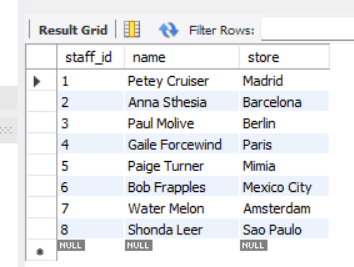 Result Grid Filter Rows:
staff_id name store
1 Petey Cruiser Madrid
2 Anna Sthesia Barcelona
3 Paul Molive Berlin
4 Gaile Forcewind Paris
5 Paige Turner Mimia
6 Bob Frapples Mexico City
7 Water Melon Amsterdam
8 Shonda Leer Sao Paulo
NULL NULL NULL